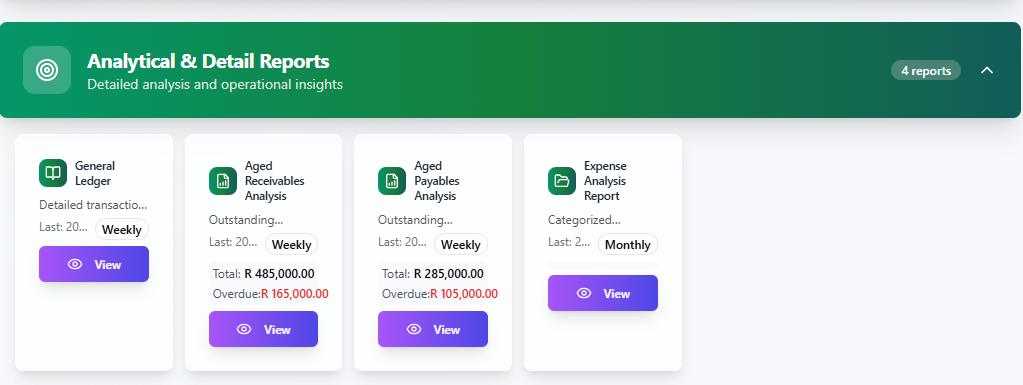 Analytical & Detail Reports
Detailed analysis and operational insights
4 reports
General
Ledger
Detailed transactio...
Last: 20... Weekly
View
Aged
Receivables
Analysis
Outstanding...
Last: 20... Weekly
Total: R 485,000.00
Overdue:R 165,000.00
View
Aged
Payables
Analysis
Outstanding...
Last: 20... Weekly
Total: R 285,000.00
Overdue:R 105,000.00
View
Expense
Analysis
Report
Categorized...
Last: 2... Monthly
View